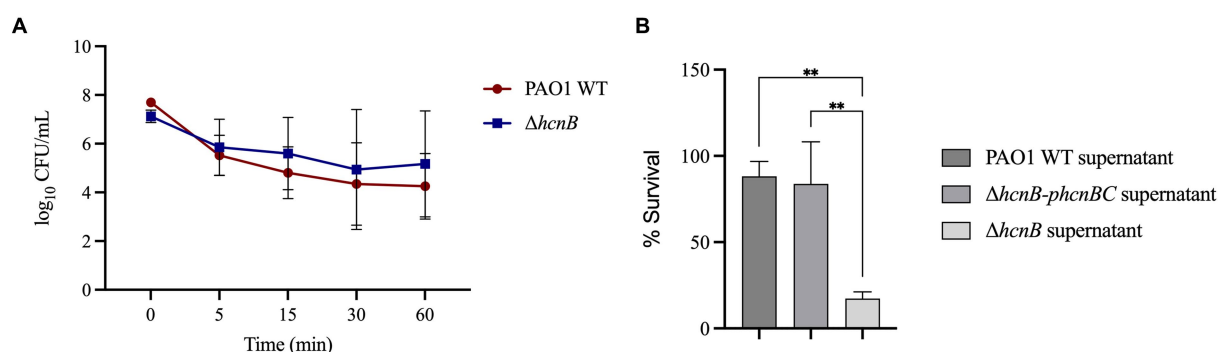 A
10
8
6
4
2
0
log₁₀ CFU/mL
0 5 15 30 60
Time (min)
PAO1 WT
ΔhcnB
B
150
100
50
0
% Survival
**
**
PAO1 WT supernatant
ΔhcnB-phcnBC supernatant
ΔhcnB supernatant